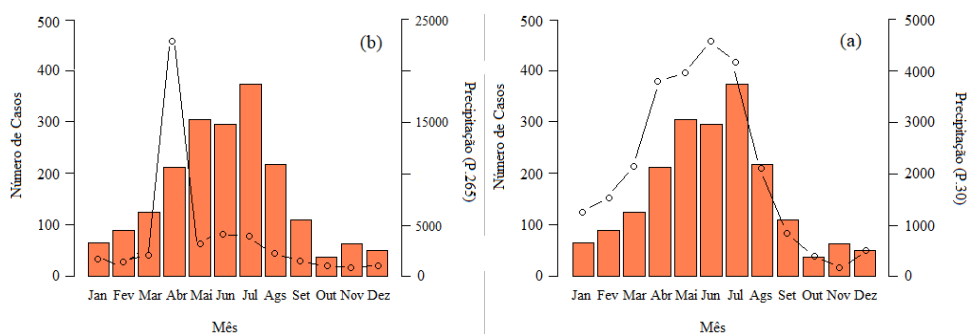 500
400
300
200
100
0
Número de Casos
(b)
25000
15000
5000
0
Precipitação (P.265)
Jan Fev Mar Abr Mai Jun Jul Ags Set Out Nov Dez
Mês
500
400
300
200
100
0
Número de Casos
(a)
5000
4000
3000
2000
1000
0
Precipitação (P.30)
Jan Fev Mar Abr Mai Jun Jul Ags Set Out Nov Dez
Mês